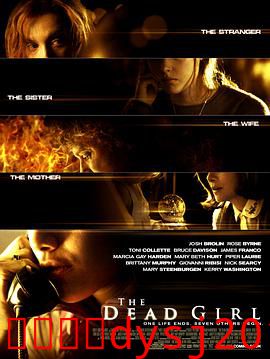 THE STRANGER
THE SISTER
THE WIFE
THE MOTHER
JOSH BROLIN ROSE BYRNE
TONI COLLETTE BRUCE DAVISON JAMES FRANCO
MARCIA GAY HARDEN MARY BETH HURT PIPER LAURIE
BRITTANY MURPHY GIOVANNI RIBISI NICK SEARCY
MARY STEENBURGEN KERRY WASHINGTON
THE
DEAD GIRL
ONE LIFE ENDS. SEVEN OTHERS BEGIN.
dysjzu